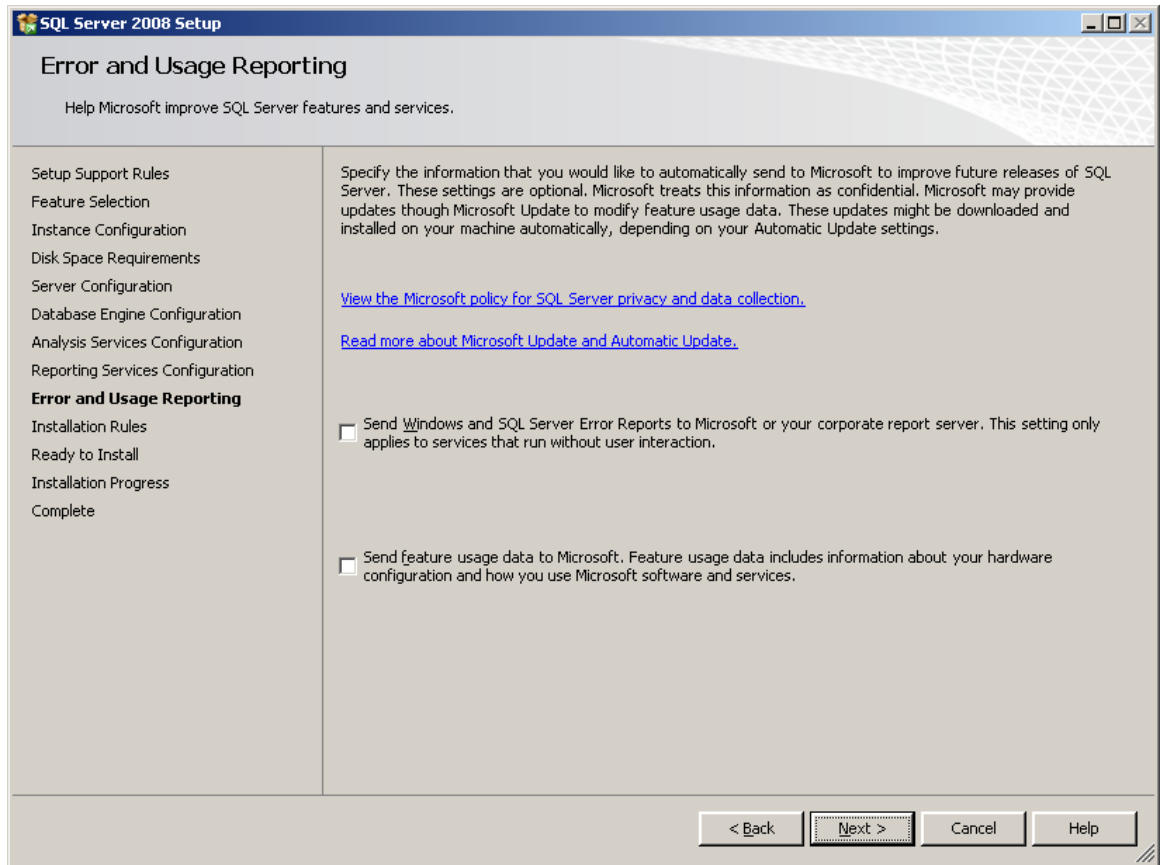 SQL Server 2008 Setup
Error and Usage Reporting
Help Microsoft improve SQL Server features and services.
Setup Support Rules
Feature Selection
Instance Configuration
Disk Space Requirements
Server Configuration
Database Engine Configuration
Analysis Services Configuration
Reporting Services Configuration
Error and Usage Reporting
Installation Rules
Ready to Install
Installation Progress
Complete
Specify the information that you would like to automatically send to Microsoft to improve future releases of SQL
Server. These settings are optional. Microsoft treats this information as confidential. Microsoft may provide
updates though Microsoft Update to modify feature usage data. These updates might be downloaded and
installed on your machine automatically, depending on your Automatic Update settings.
View the Microsoft policy for SQL Server privacy and data collection.
Read more about Microsoft Update and Automatic Update.
Send Windows and SQL Server Error Reports to Microsoft or your corporate report server. This setting only
applies to services that run without user interaction.
Send feature usage data to Microsoft. Feature usage data includes information about your hardware
configuration and how you use Microsoft software and services.
< Back
Next >
Cancel
Help